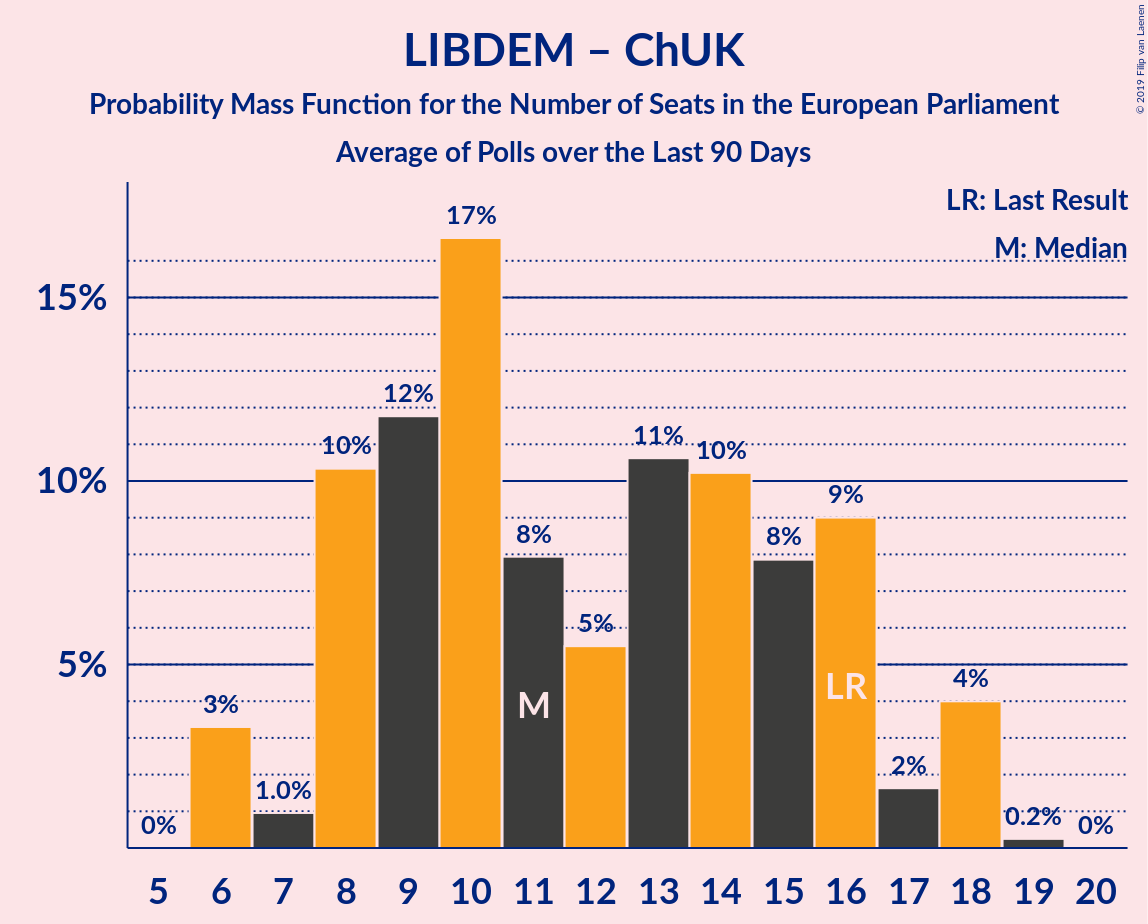 LIBDEM – ChUK
Probability Mass Function for the Number of Seats in the European Parliament
Average of Polls over the Last 90 Days
© 2019 Filip van Laenen
LR: Last Result
M: Median
15%
10%
5%
0%
3%
1.0%
10%
12%
17%
8%
5%
11%
10%
8%
9%
2%
4%
0.2%
0%
M
LR
5 6 7 8 9 10 11 12 13 14 15 16 17 18 19 20